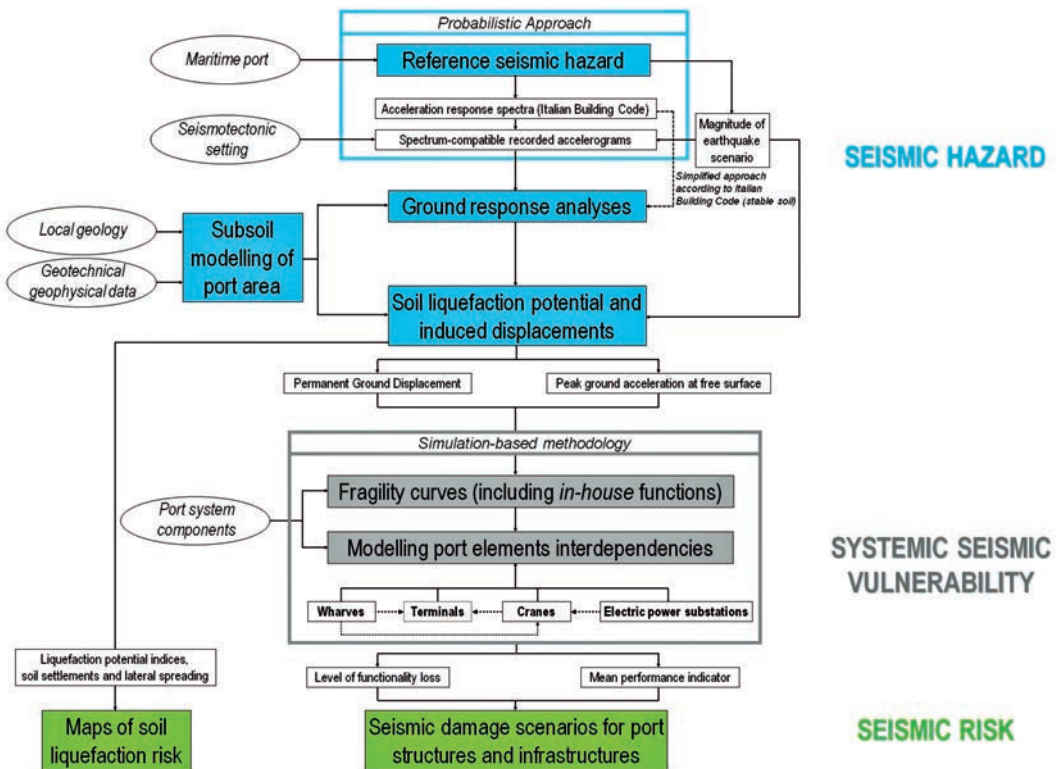 Probabilistic Approach
Maritime port
Reference seismic hazard
Acceleration response spectra (Italian Building Code)
Seismotectonic
setting
Spectrum-compatible recorded accelerograms
Magnitude of
earthquake
scenario
SEISMIC HAZARD
Simplified approach
according to Italian
Building Code (stable soil)
Ground response analyses
Local geology
Geotechnical
geophysical data
Subsoil
modelling of
port area
Soil liquefaction potential and
induced displacements
Permanent Ground Displacement
Peak ground acceleration at free surface
Simulation-based methodology
Fragility curves (including in-house functions)
Port system
components
Modelling port elements interdependencies
SYSTEMIC SEISMIC
VULNERABILITY
Wharves
Terminals
Cranes
Electric power substations
Liquefaction potential indices,
soil settlements and lateral spreading
Level of functionality loss
Mean performance indicator
Maps of soil
liquefaction risk
Seismic damage scenarios for port
structures and infrastructures
SEISMIC RISK